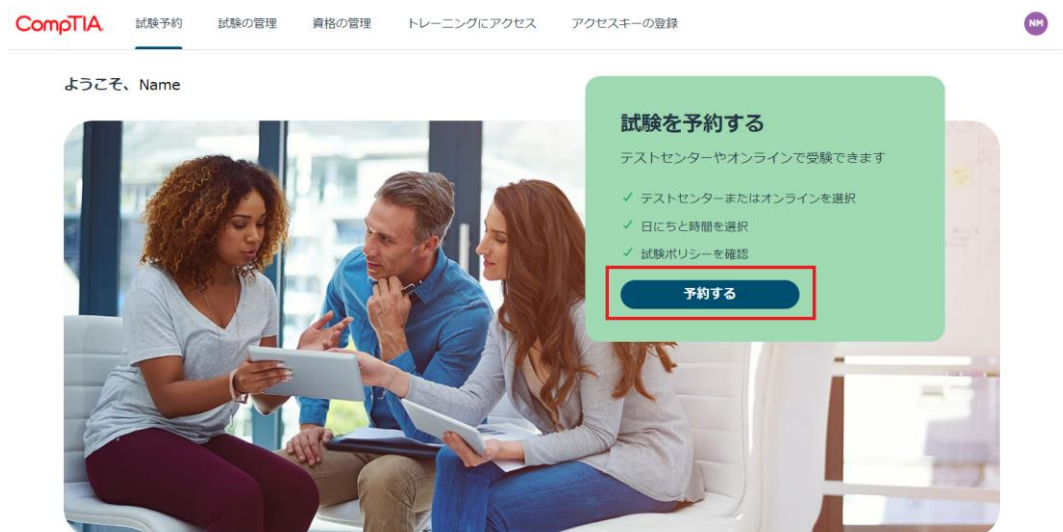 CompTIA.
試験予約
試験の管理
資格の管理
トレーニングにアクセス
アクセスキーの登録
NM
ようこそ、Name
試験を予約する
テストセンターやオンラインで受験できます
✓ テストセンターまたはオンラインを選択
✓ 日にちと時間を選択
✓ 試験ポリシーを確認
予約する